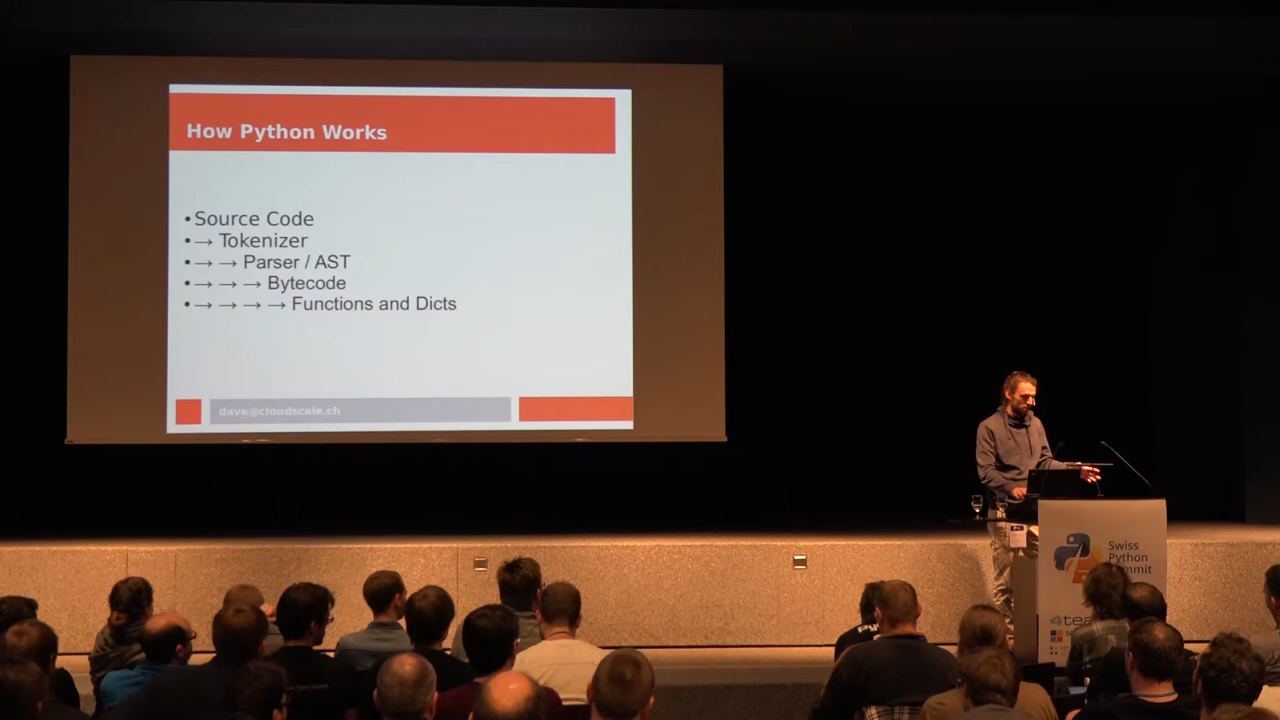 How Python Works
•Source Code
•→ Tokenizer
•→ → Parser / AST
•→ → → Bytecode
•→ → → → Functions and Dicts
dave@cloudscale.ch
Swiss
Python